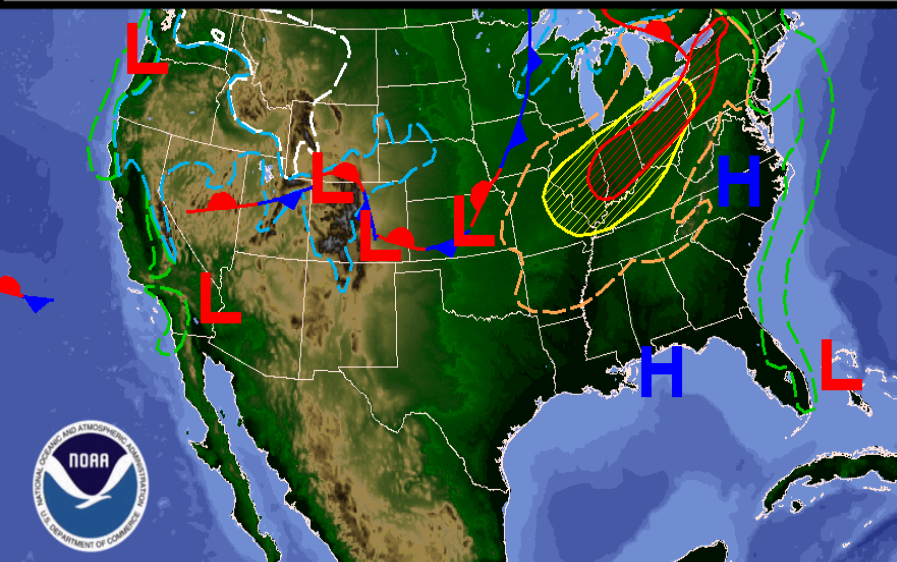 L
L
H
L
L
L
H
L
NATIONAL OCEANIC AND ATMOSPHERIC ADMINISTRATION
NOAA
U.S. DEPARTMENT OF COMMERCE